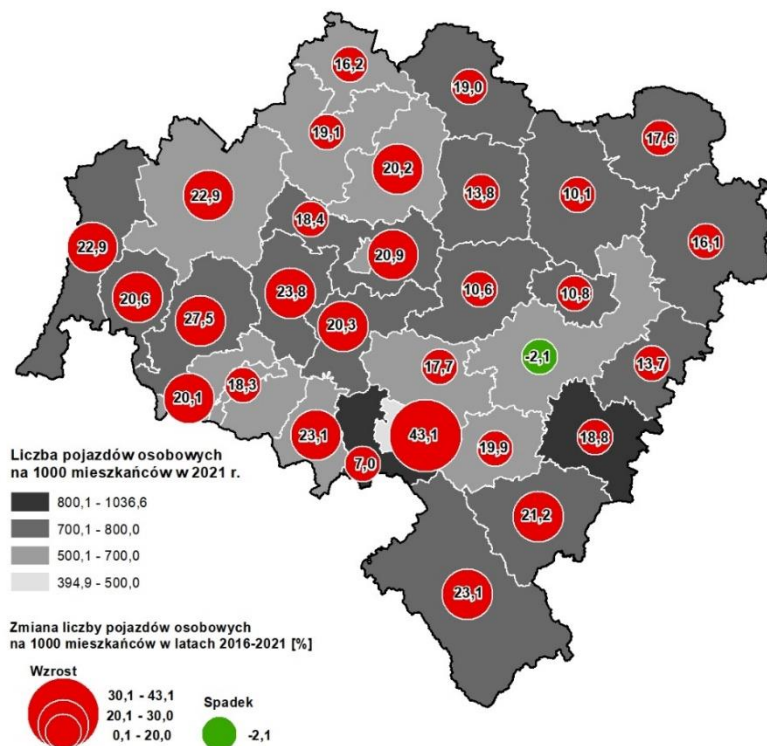 16,2
19,0
19,1
17,6
20,2
22,9
13,8
10,1
18,4
16,1
22,9
20,9
20,6
23,8
10,6
10,8
27,5
20,3
-2,1
17,7
13,7
18,3
20,1
23,1
43,1
19,9
18,8
7,0
21,2
23,1
Liczba pojazdów osobowych
na 1000 mieszkańców w 2021 r.
800,1 - 1036,6
700,1 - 800,0
500,1 - 700,0
394,9 - 500,0
Zmiana liczby pojazdów osobowych
na 1000 mieszkańców w latach 2016-2021 [%]
Wzrost
30,1 - 43,1
20,1 - 30,0
0,1 - 20,0
Spadek
-2,1